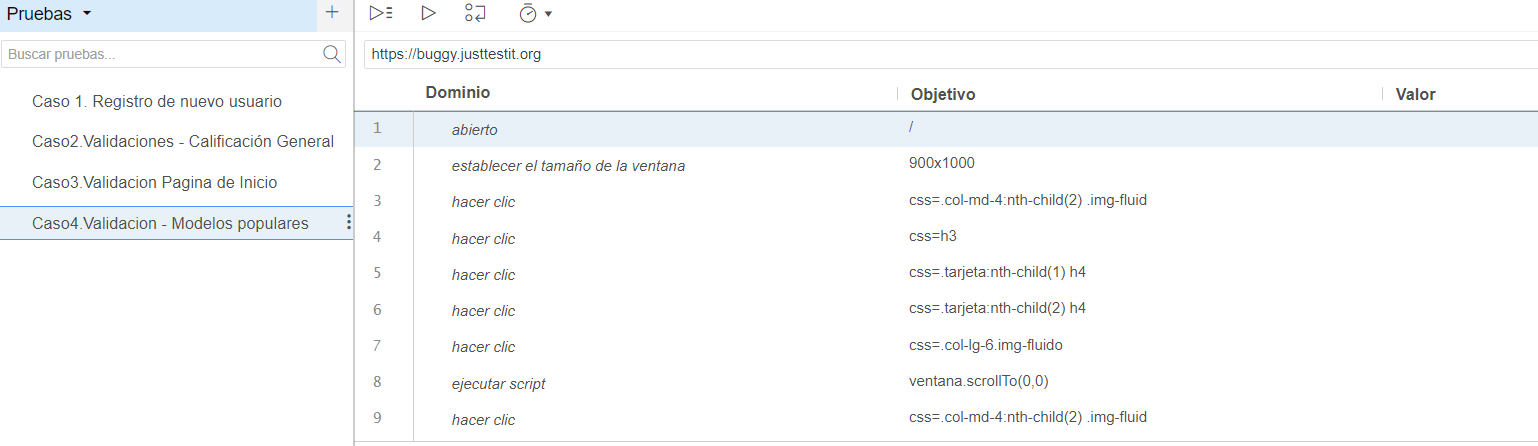 Pruebas
Buscar pruebas...
Caso 1. Registro de nuevo usuario
Caso2.Validaciones - Calificación General
Caso3.Validacion Pagina de Inicio
Caso4.Validacion - Modelos populares
https://buggy.justtestit.org
Dominio Objetivo Valor
1 abierto /
2 establecer el tamaño de la ventana 900x1000
3 hacer clic css=.col-md-4:nth-child(2) .img-fluid
4 hacer clic css=h3
5 hacer clic css=.tarjeta:nth-child(1) h4
6 hacer clic css=.tarjeta:nth-child(2) h4
7 hacer clic css=.col-lg-6.img-fluido
8 ejecutar script ventana.scrollTo(0,0)
9 hacer clic css=.col-md-4:nth-child(2) .img-fluid